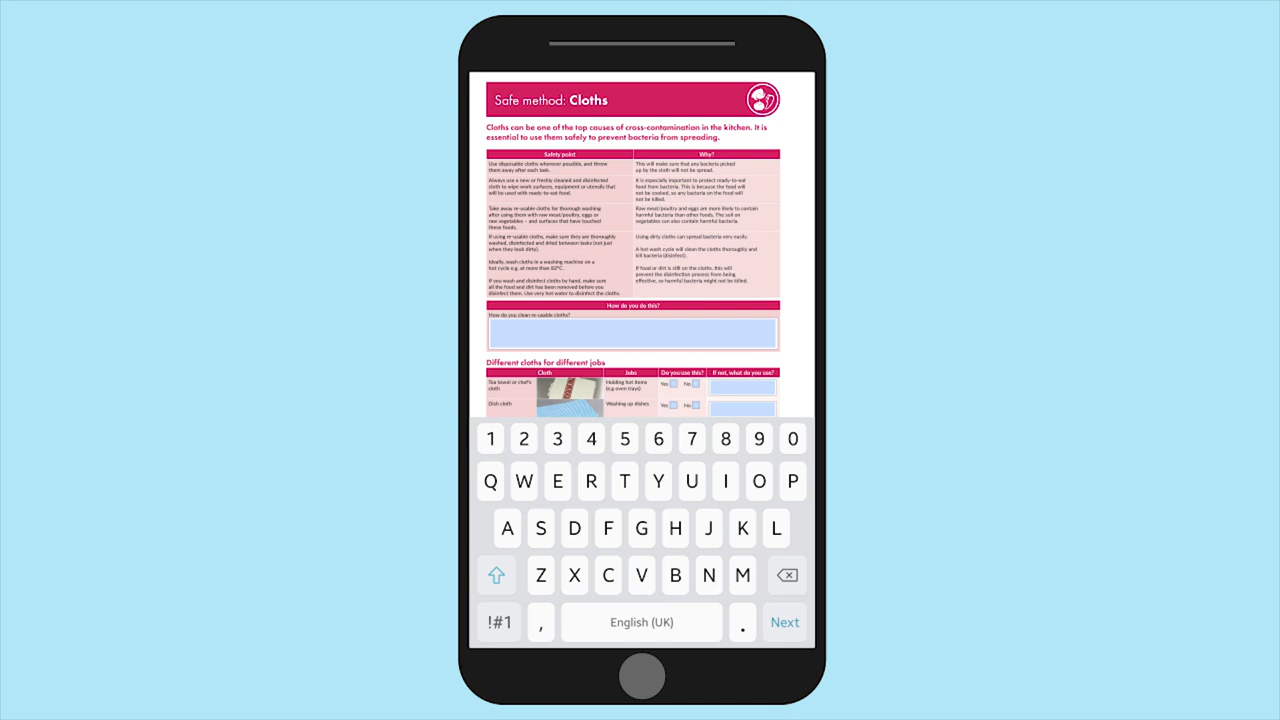 Safe method: Cloths
Cloths can be one of the top causes of cross-contamination in the kitchen. It is
essential to use them safely to prevent bacteria from spreading.
Safety point
Why?
Use disposable cloths wherever possible, and throw
them away after each task.
This will make sure that any bacteria picked
up by the cloth will not be spread.
Always use a new or freshly cleaned and disinfected
cloth to wipe work surfaces, equipment or utensils that
will be used with ready-to-eat food.
It is especially important to protect ready-to-eat
food from bacteria. This is because the food will
not be cooked, so any bacteria on the food will
not be killed.
Take away re-usable cloths for thorough washing
after using them with raw meat/poultry, eggs or
raw vegetables – and surfaces that have touched
these foods.
Raw meat/poultry and eggs are more likely to contain
harmful bacteria than other foods. The soil on
vegetables can also contain harmful bacteria.
If using re-usable cloths, make sure they are thoroughly
washed, disinfected and dried between tasks (not just
when they look dirty).
Ideally, wash cloths in a washing machine on a
hot cycle e.g. at more than 82°C.
If you wash and disinfect cloths by hand, make sure
all the food and dirt has been removed before you
disinfect them. Use very hot water to disinfect the cloths.
Using dirty cloths can spread bacteria very easily.
A hot wash cycle will clean the cloths thoroughly and
kill bacteria (disinfect).
If food or dirt is still on the cloths, this will
prevent the disinfection process from being
effective, so harmful bacteria might not be killed.
How do you do this?
How do you clean re-usable cloths?
Different cloths for different jobs
Cloth
Jobs
Do you use this?
If not, what do you use?
Tea towel or chef's
cloth
Holding hot items
(e.g oven trays)
Yes
No
Dish cloth
Washing up dishes
Yes
No
1 2 3 4 5 6 7 8 9 0
Q W E R T Y U I O P
A S D F G H J K L
Z X C V B N M
!#1 , English (UK) . Next